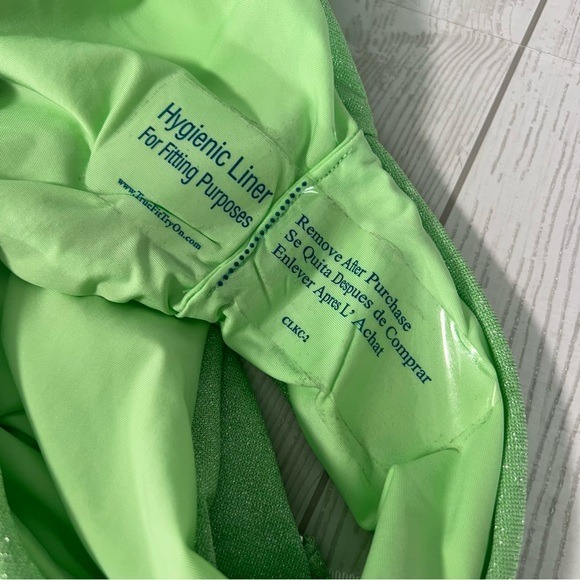 Hygienic Liner
For Fitting Purposes
www.TrueFitTryOn.com
Remove After Purchase
Se Quita Despues de Comprar
Enlever Apres L' Achat
CLKC-1